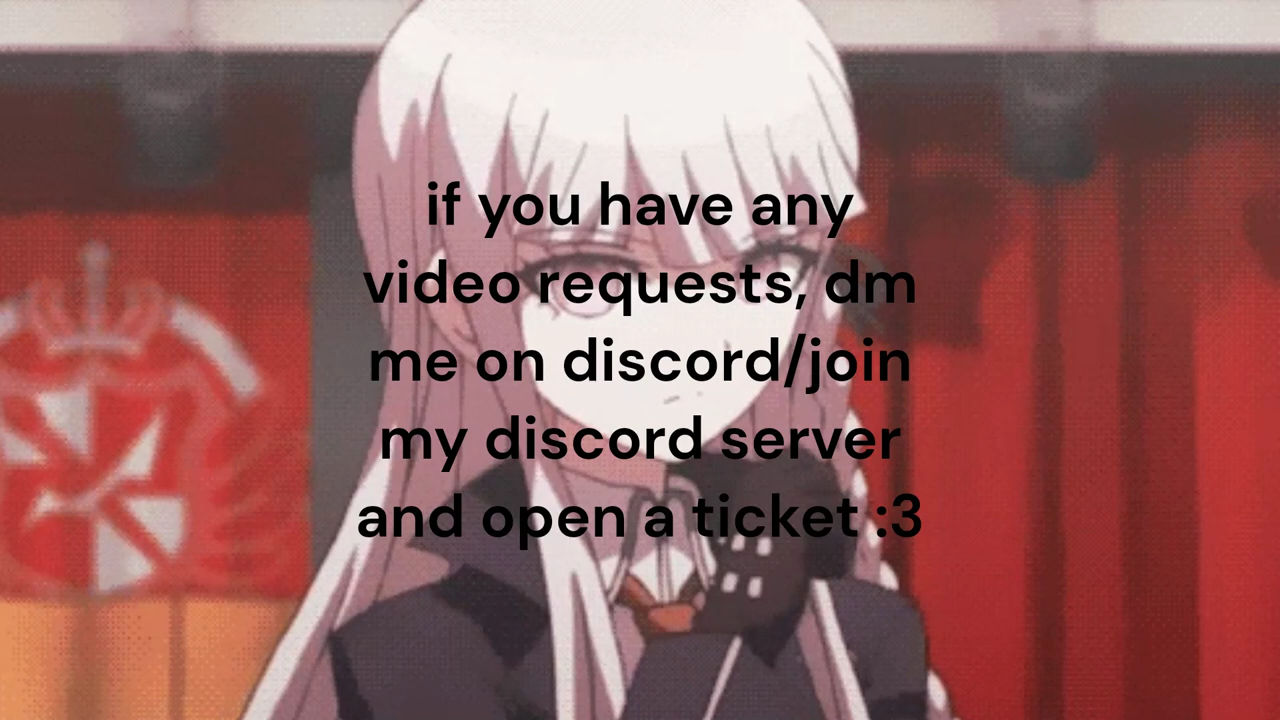 if you have any
video requests, dm
me on discord/join
my discord server
and open a ticket :3